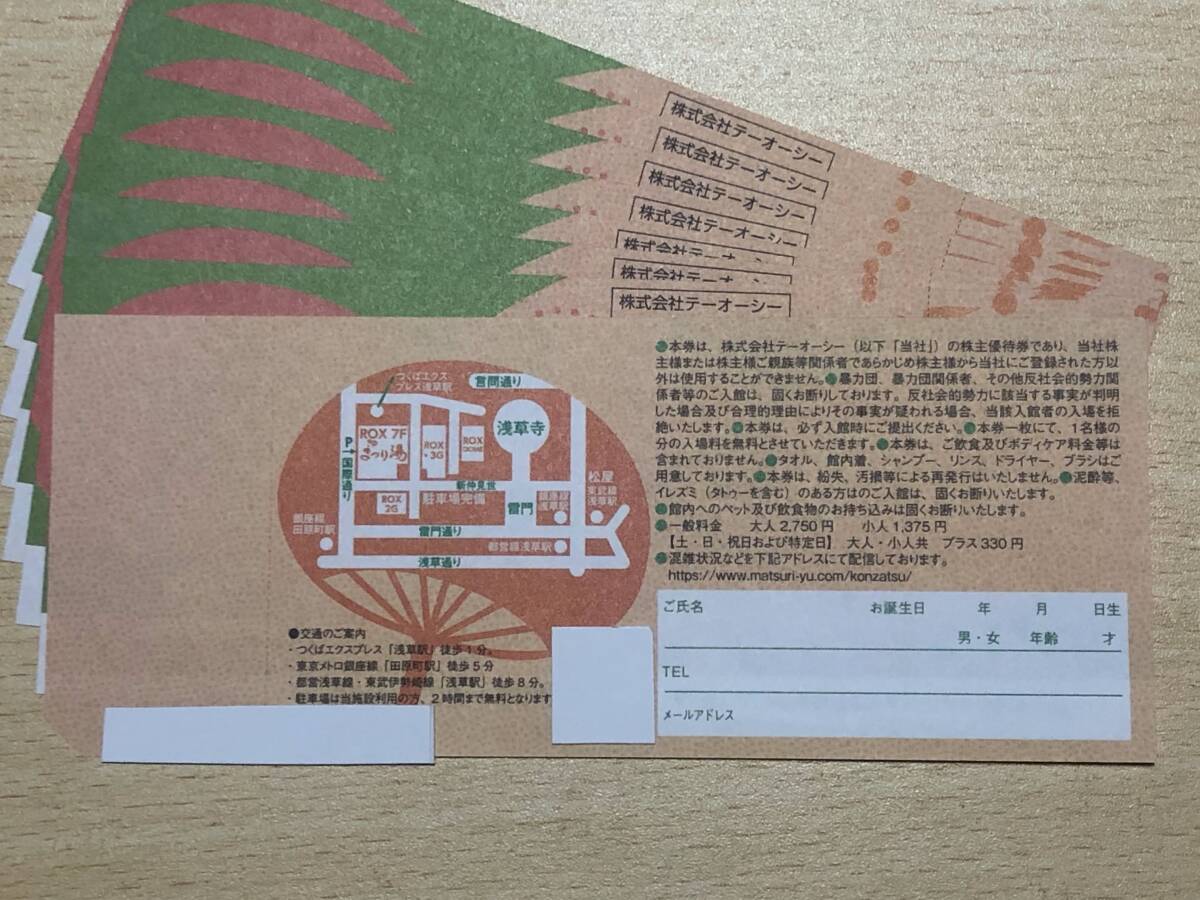 株式会社テーオーシー
株式会社テーオーシー
株式会社テーオーシー
株式会社テーオーシー
株式会社テーオーシー
株式会社テーオーシー
株式会社テーオーシー
つくばエクス
プレス浅草駅
言問通り
浅草寺
ROX 7F
まつり湯
ROX
・3G
ROX
DOME
P→国際通り
新仲見世
ROX
2G
駐車場完備
雷門
松屋
銀座線
浅草駅
東武線
浅草駅
銀座線
田原町駅
雷門通り
都営線浅草駅
浅草通り
●交通のご案内
・つくばエクスプレス「浅草駅」徒歩1分。
・東京メトロ銀座線「田原町駅」徒歩5分
・都営浅草線・東武伊勢崎線「浅草駅」徒歩8分。
・駐車場は当施設利用の方、2時間まで無料となります
●本券は、株式会社テーオーシー（以下「当社」）の株主優待券であり、当社株
主様または株主様ご親族等関係者であらかじめ株主様から当社にご登録された方以
外は使用することができません。●暴力団、暴力団関係者、その他反社会的勢力関
係者等のご入館は、固くお断りしております。反社会的勢力に該当する事実が判明
した場合及び合理的理由によりその事実が疑われる場合、当該入館者の入場を拒
絶いたします。●本券は、必ず入館時にご提出ください。●本券一枚にて、1名様の
分の入場料を無料とさせていただきます。●本券は、ご飲食及びボディケア料金等は
含まれておりません。●タオル、館内着、シャンプー、リンス、ドライヤー、ブラシはご
用意しております。●本券は、紛失、汚損等による再発行はいたしません。●泥酔等、
イレズミ（タトゥーを含む）のある方はのご入館は、固くお断りいたします。
●館内へのペット及び飲食物のお持ち込みは固くお断りいたします。
●一般料金　大人2,750円　小人1,375円
【土・日・祝日および特定日】　大人・小人共　プラス330円
●混雑状況などを下記アドレスにて配信しております。
https://www.matsuri-yu.com/konzatsu/
ご氏名　お誕生日　年　月　日生
男・女　年齢　才
TEL
メールアドレス